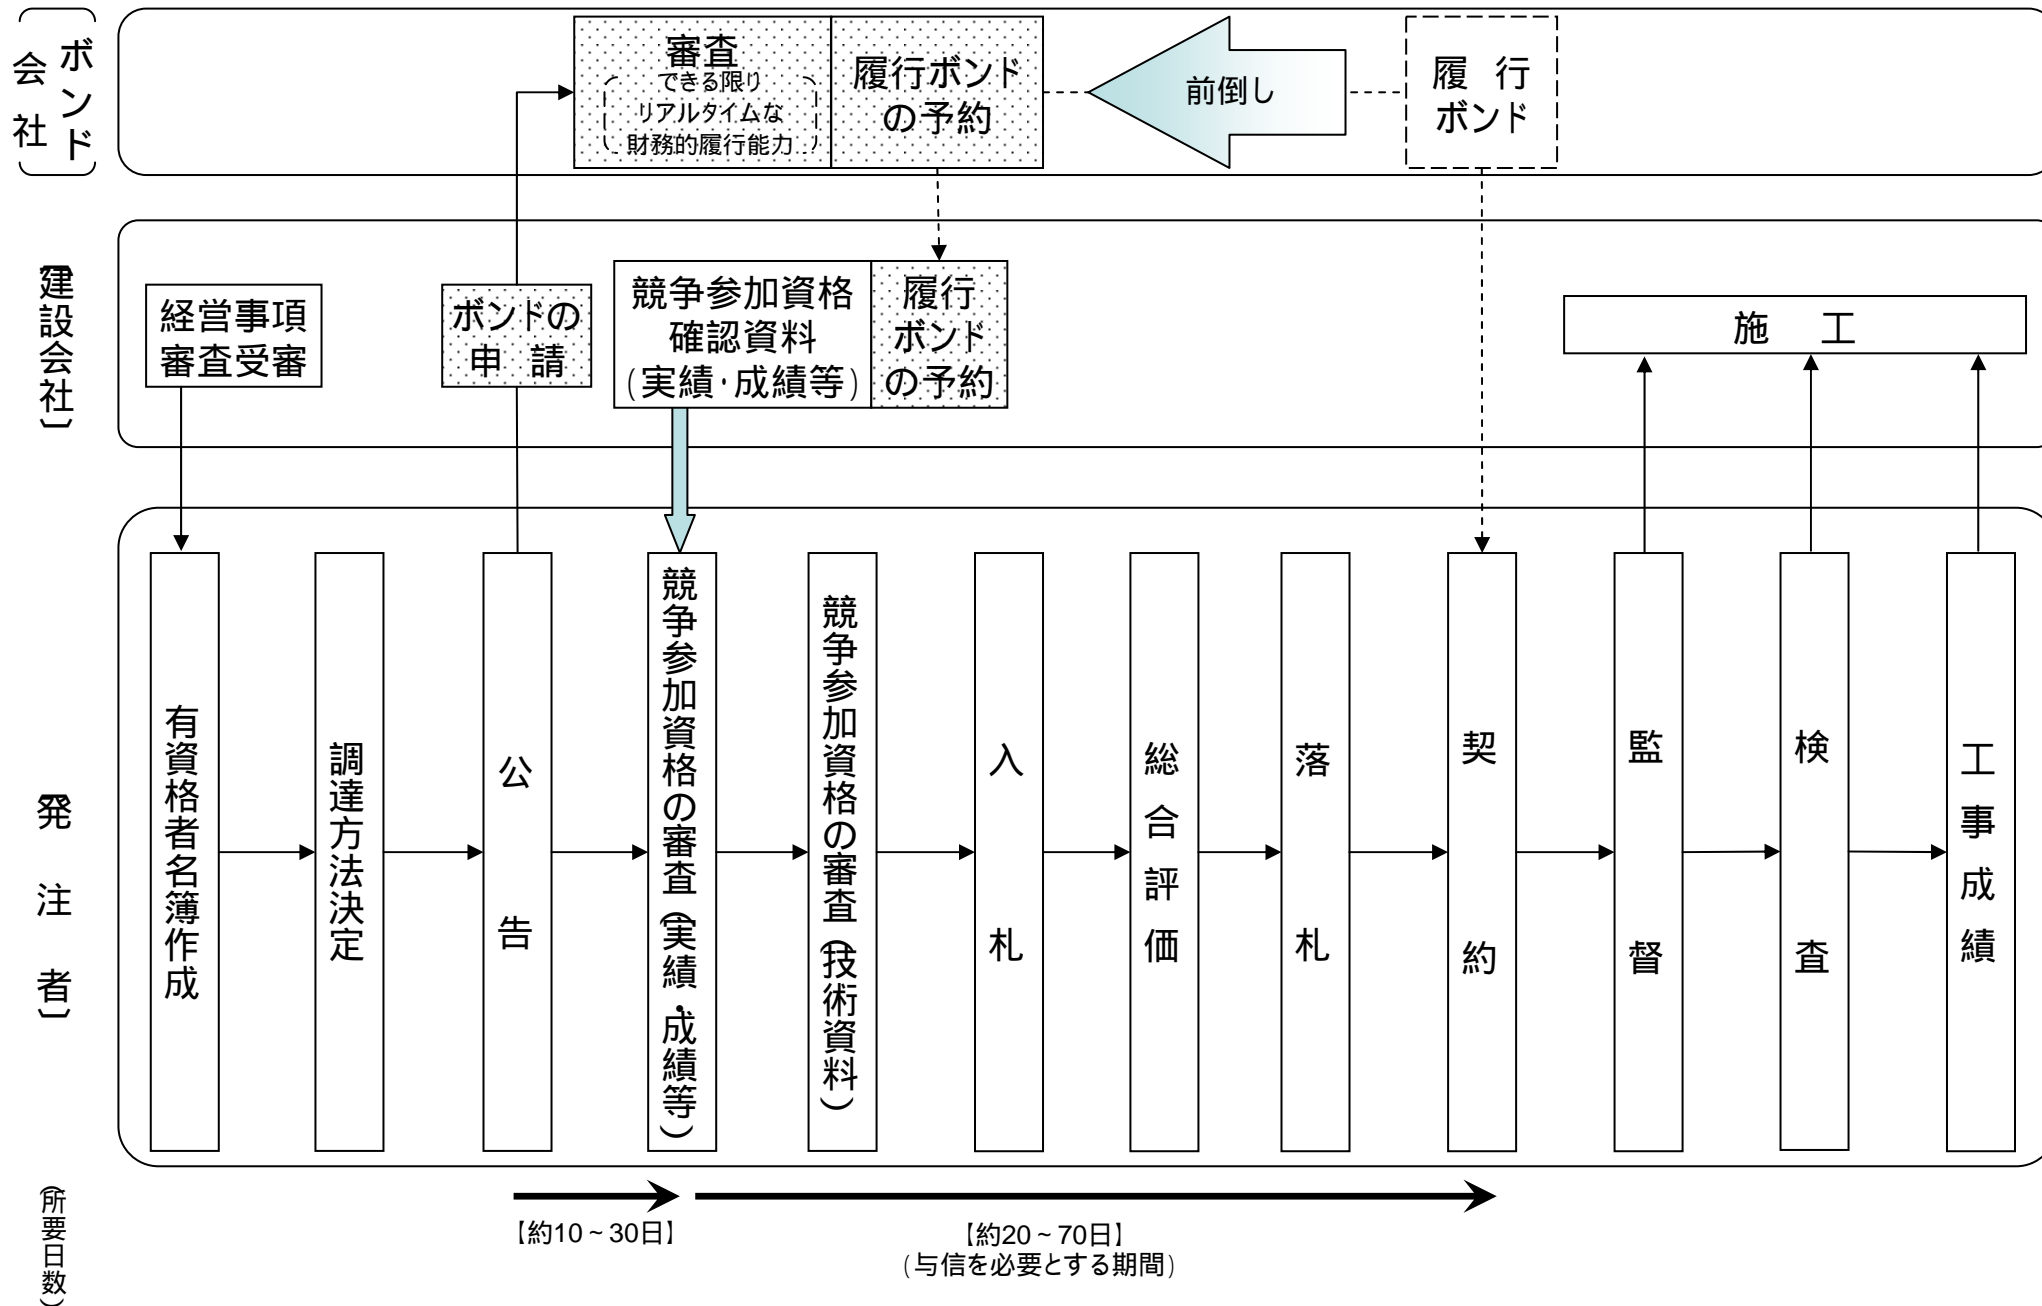 〔ボンド
会社〕
審査
できる限り
リアルタイムな
財務的履行能力
履行ボンド
の予約
前倒し
履 行
ボンド
〔建設会社〕
経営事項
審査受審
ボンドの
申 請
競争参加資格
確認資料
(実績・成績等)
履行
ボンド
の予約
施 工
〔発注者〕
有資格者名簿作成
調達方法決定
公告
競争参加資格の審査(実績・成績等)
競争参加資格の審査(技術資料)
入札
総合評価
落札
契約
監督
検査
工事成績
(所要日数)
【約10~30日】
【約20~70日】
(与信を必要とする期間)